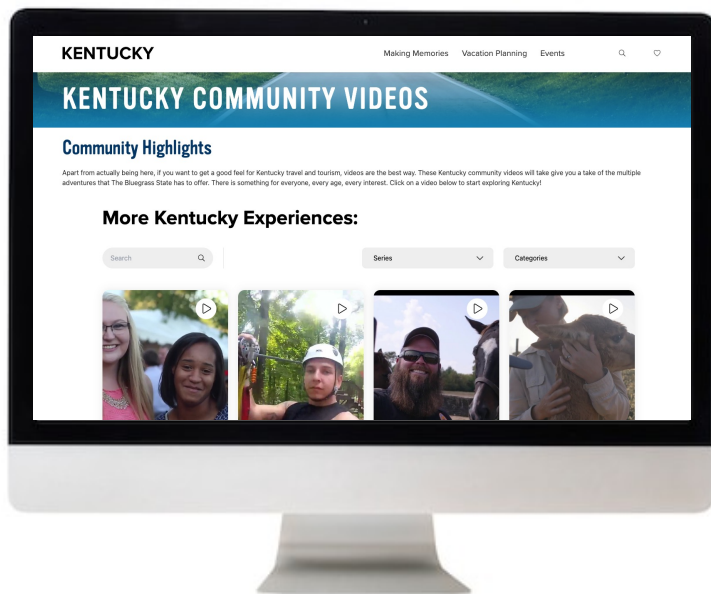 KENTUCKY
Making Memories Vacation Planning Events
KENTUCKY COMMUNITY VIDEOS
Community Highlights
Apart from actually being here, if you want to get a good feel for Kentucky travel and tourism, videos are the best way. These Kentucky community videos will take give you a take of the multiple
adventures that The Bluegrass State has to offer. There is something for everyone, every age, every interest. Click on a video below to start exploring Kentucky!
More Kentucky Experiences:
Search Series Categories